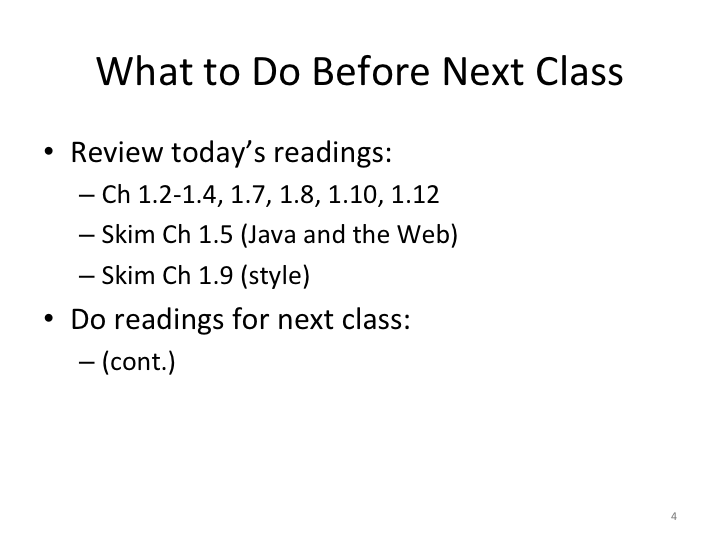 What to Do Before Next Class
• Review today’s readings:
– Ch 1.2-1.4, 1.7, 1.8, 1.10, 1.12
– Skim Ch 1.5 (Java and the Web)
– Skim Ch 1.9 (style)
• Do readings for next class:
– (cont.)
4